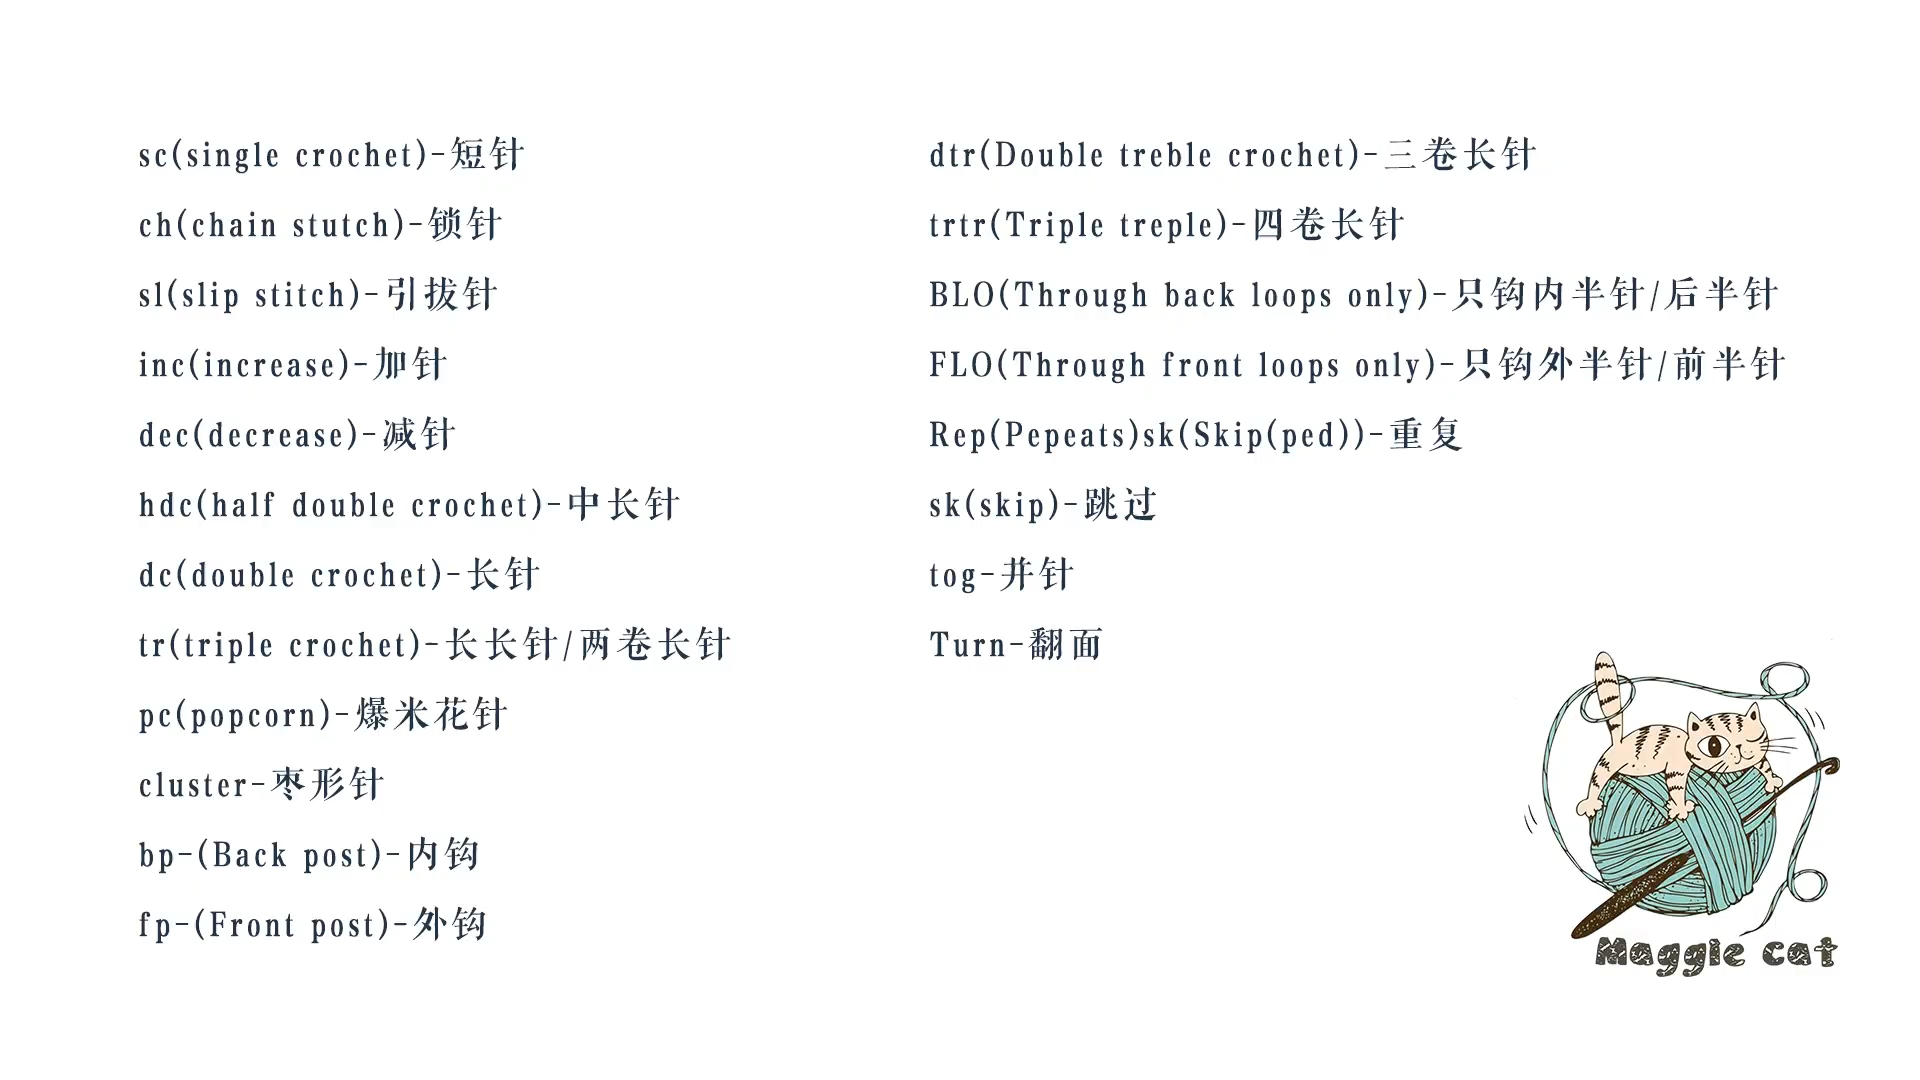 sc(single crochet)-短针
ch(chain stutch)-锁针
sl(slip stitch)-引拔针
inc(increase)-加针
dec(decrease)-减针
hdc(half double crochet)-中长针
dc(double crochet)-长针
tr(triple crochet)-长长针/两卷长针
pc(popcorn)-爆米花针
cluster-枣形针
bp-(Back post)-内钩
fp-(Front post)-外钩
dtr(Double treble crochet)-三卷长针
trtr(Triple treple)-四卷长针
BLO(Through back loops only)-只钩内半针/后半针
FLO(Through front loops only)-只钩外半针/前半针
Rep(Pepeats)sk(Skip(ped))-重复
sk(skip)-跳过
tog-并针
Turn-翻面
Maggie cat